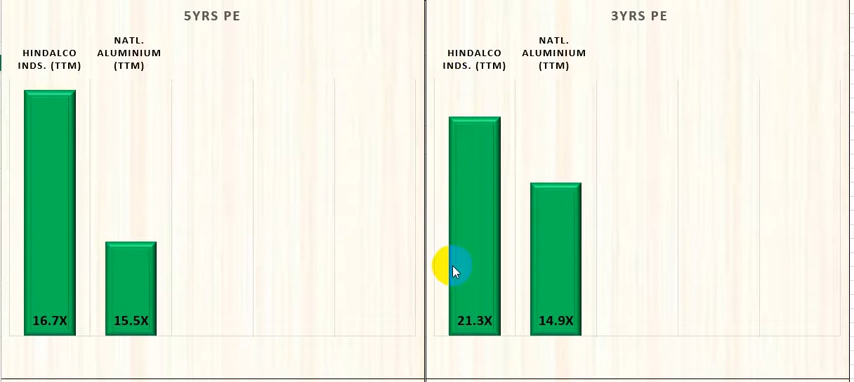 5YRS PE
HINDALCO
INDS. (TTM)
NATL.
ALUMINIUM
(TTM)
16.7X
15.5X
3YRS PE
HINDALCO
INDS. (TTM)
NATL.
ALUMINIUM
(TTM)
21.3X
14.9X